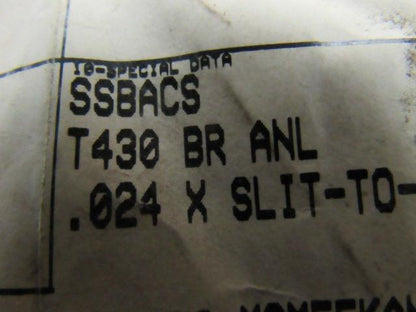 10-SPECIAL DATA
SSBACS
T430 BR ANL
.024 X SLIT-TO-